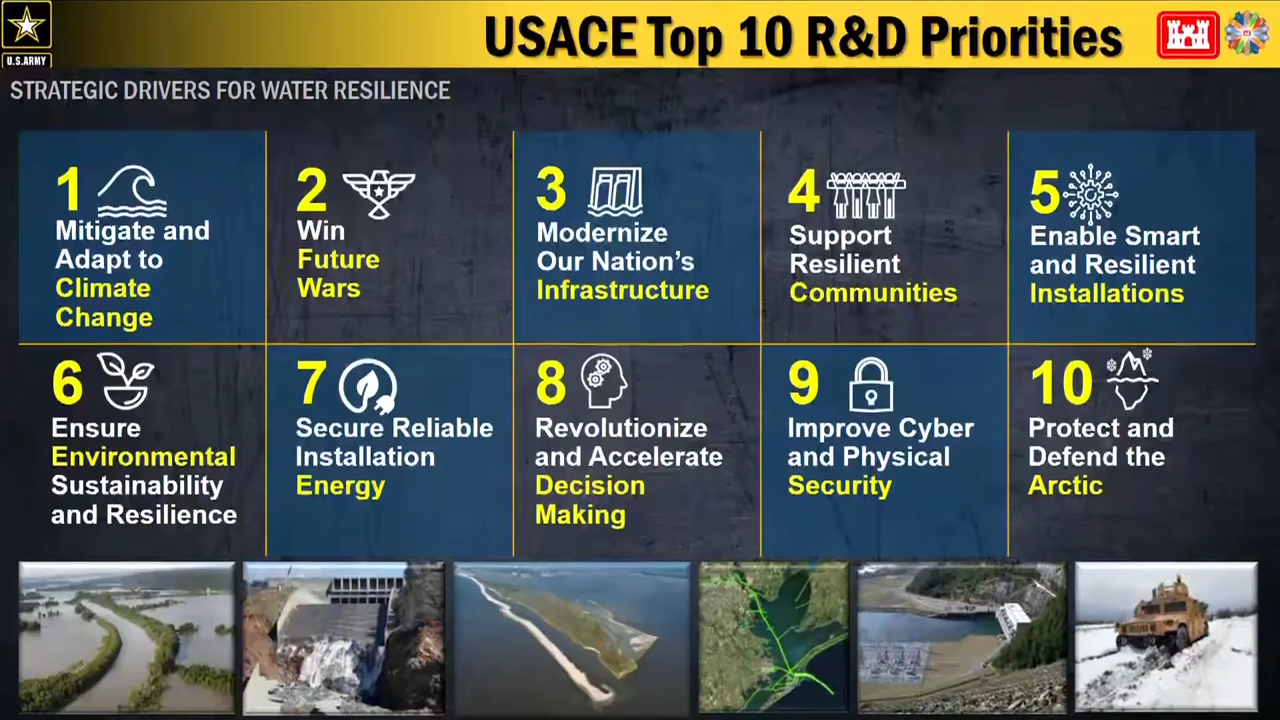 U.S.ARMY
USACE Top 10 R&D Priorities
STRATEGIC DRIVERS FOR WATER RESILIENCE
1
Mitigate and
Adapt to
Climate
Change
2
Win
Future
Wars
3
Modernize
Our Nation's
Infrastructure
4
Support
Resilient
Communities
5
Enable Smart
and Resilient
Installations
6
Ensure
Environmental
Sustainability
and Resilience
7
Secure Reliable
Installation
Energy
8
Revolutionize
and Accelerate
Decision
Making
9
Improve Cyber
and Physical
Security
10
Protect and
Defend the
Arctic